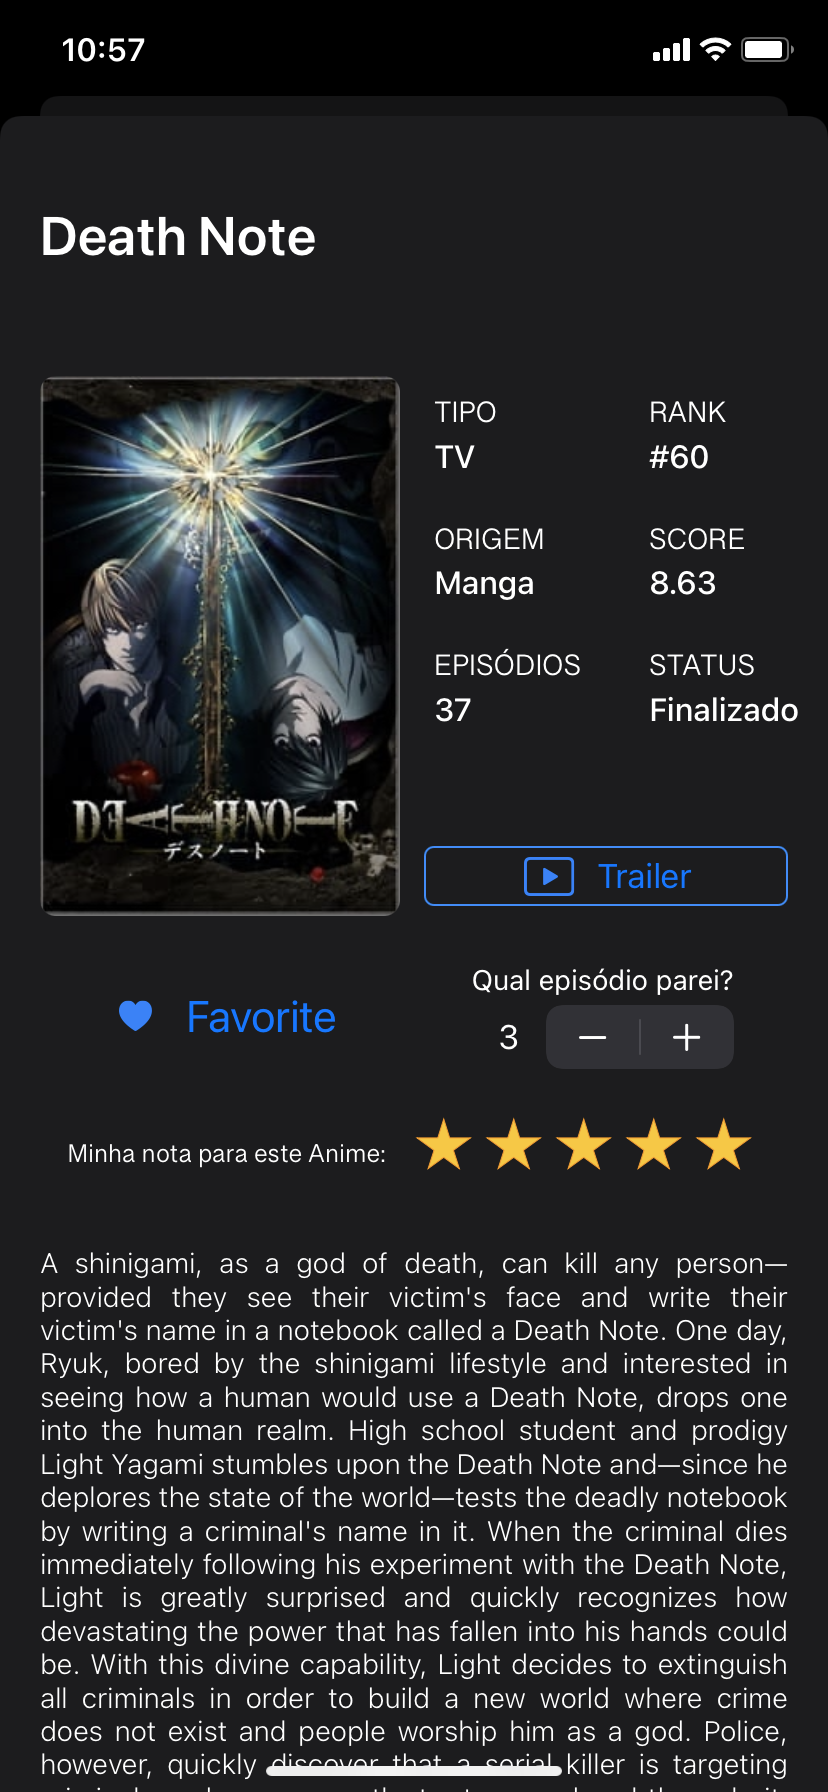 10:57
Death Note
DEATH NOTE
デスノート
TIPO
TV
RANK
#60
ORIGEM
Manga
SCORE
8.63
EPISÓDIOS
37
STATUS
Finalizado
Trailer
Favorite
Qual episódio parei?
3
Minha nota para este Anime:
A shinigami, as a god of death, can kill any person—
provided they see their victim's face and write their
victim's name in a notebook called a Death Note. One day,
Ryuk, bored by the shinigami lifestyle and interested in
seeing how a human would use a Death Note, drops one
into the human realm. High school student and prodigy
Light Yagami stumbles upon the Death Note and—since he
deplores the state of the world—tests the deadly notebook
by writing a criminal's name in it. When the criminal dies
immediately following his experiment with the Death Note,
Light is greatly surprised and quickly recognizes how
devastating the power that has fallen into his hands could
be. With this divine capability, Light decides to extinguish
all criminals in order to build a new world where crime
does not exist and people worship him as a god. Police,
however, quickly discover that a serial killer is targeting